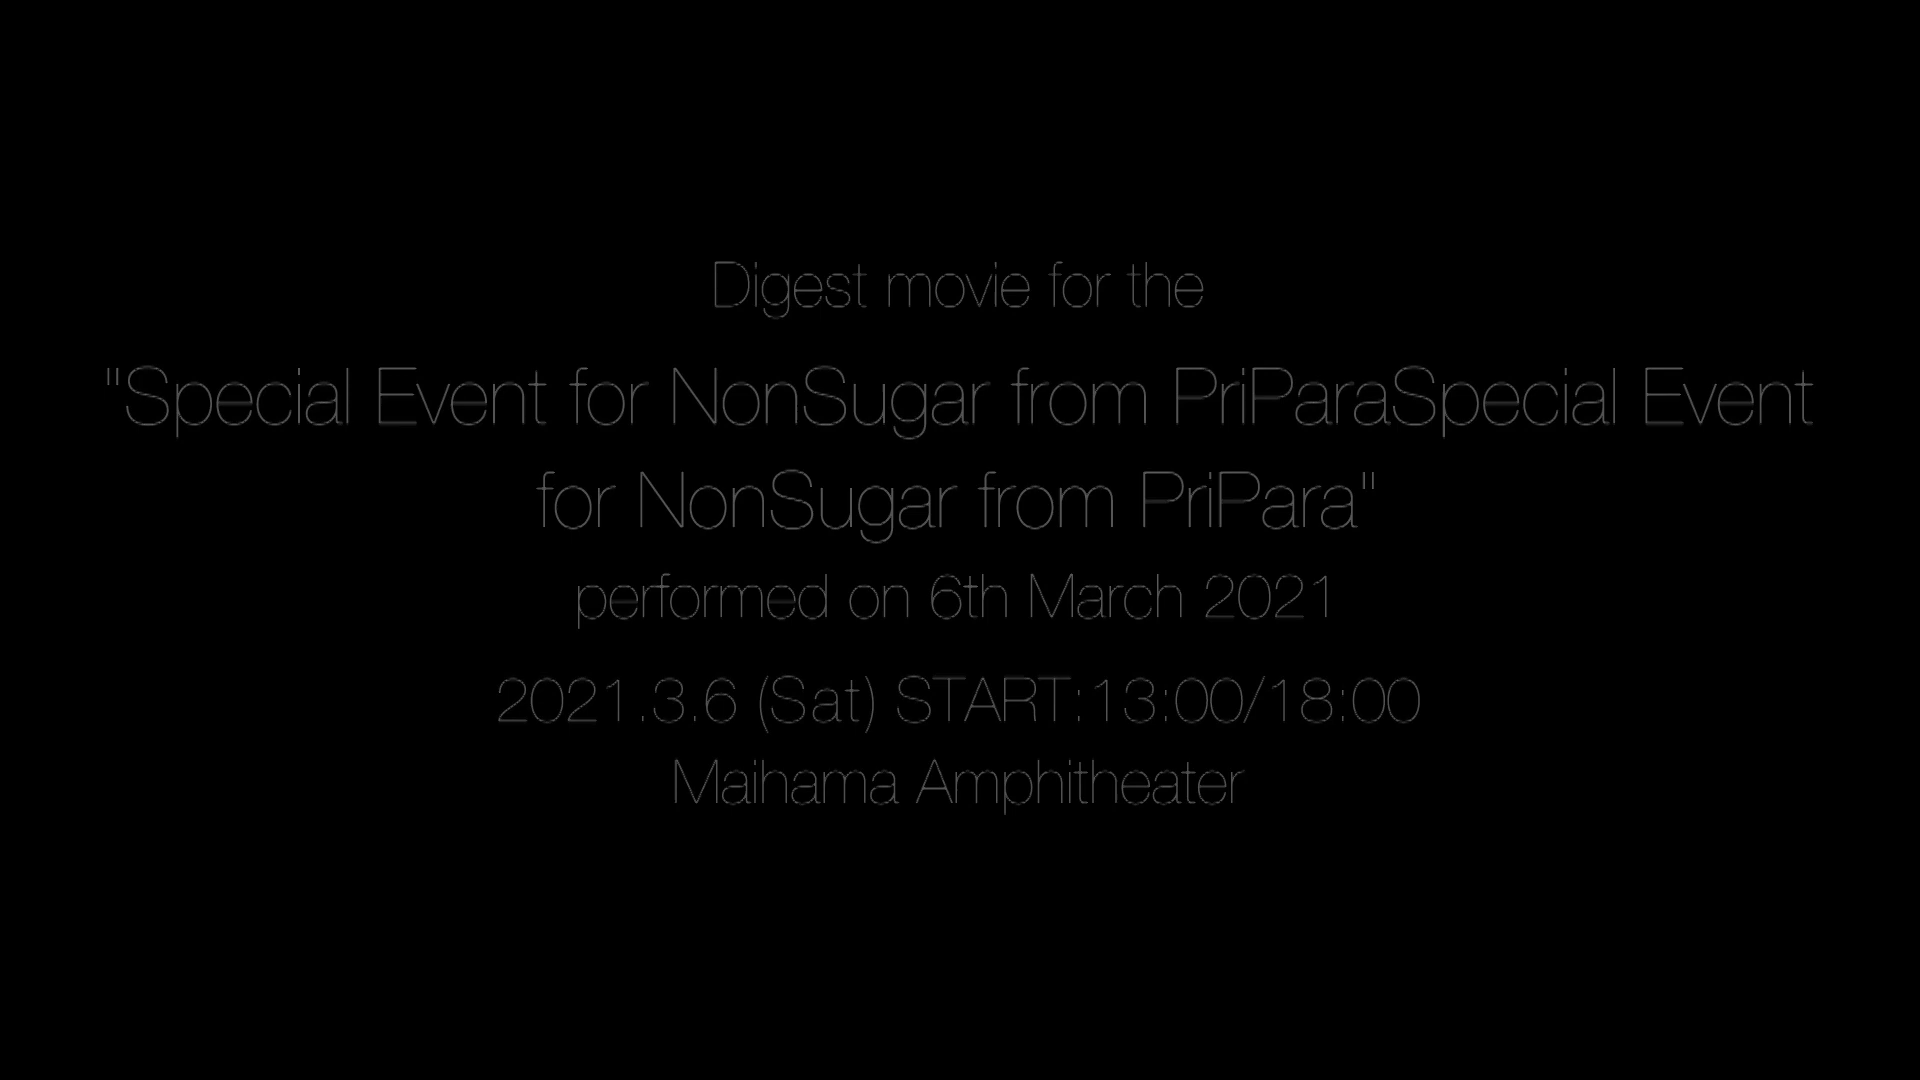 Digest movie for the
"Special Event for NonSugar from PriParaSpecial Event
for NonSugar from PriPara"
performed on 6th March 2021
2021.3.6 (Sat) START:13:00/18:00
Maihama Amphitheater